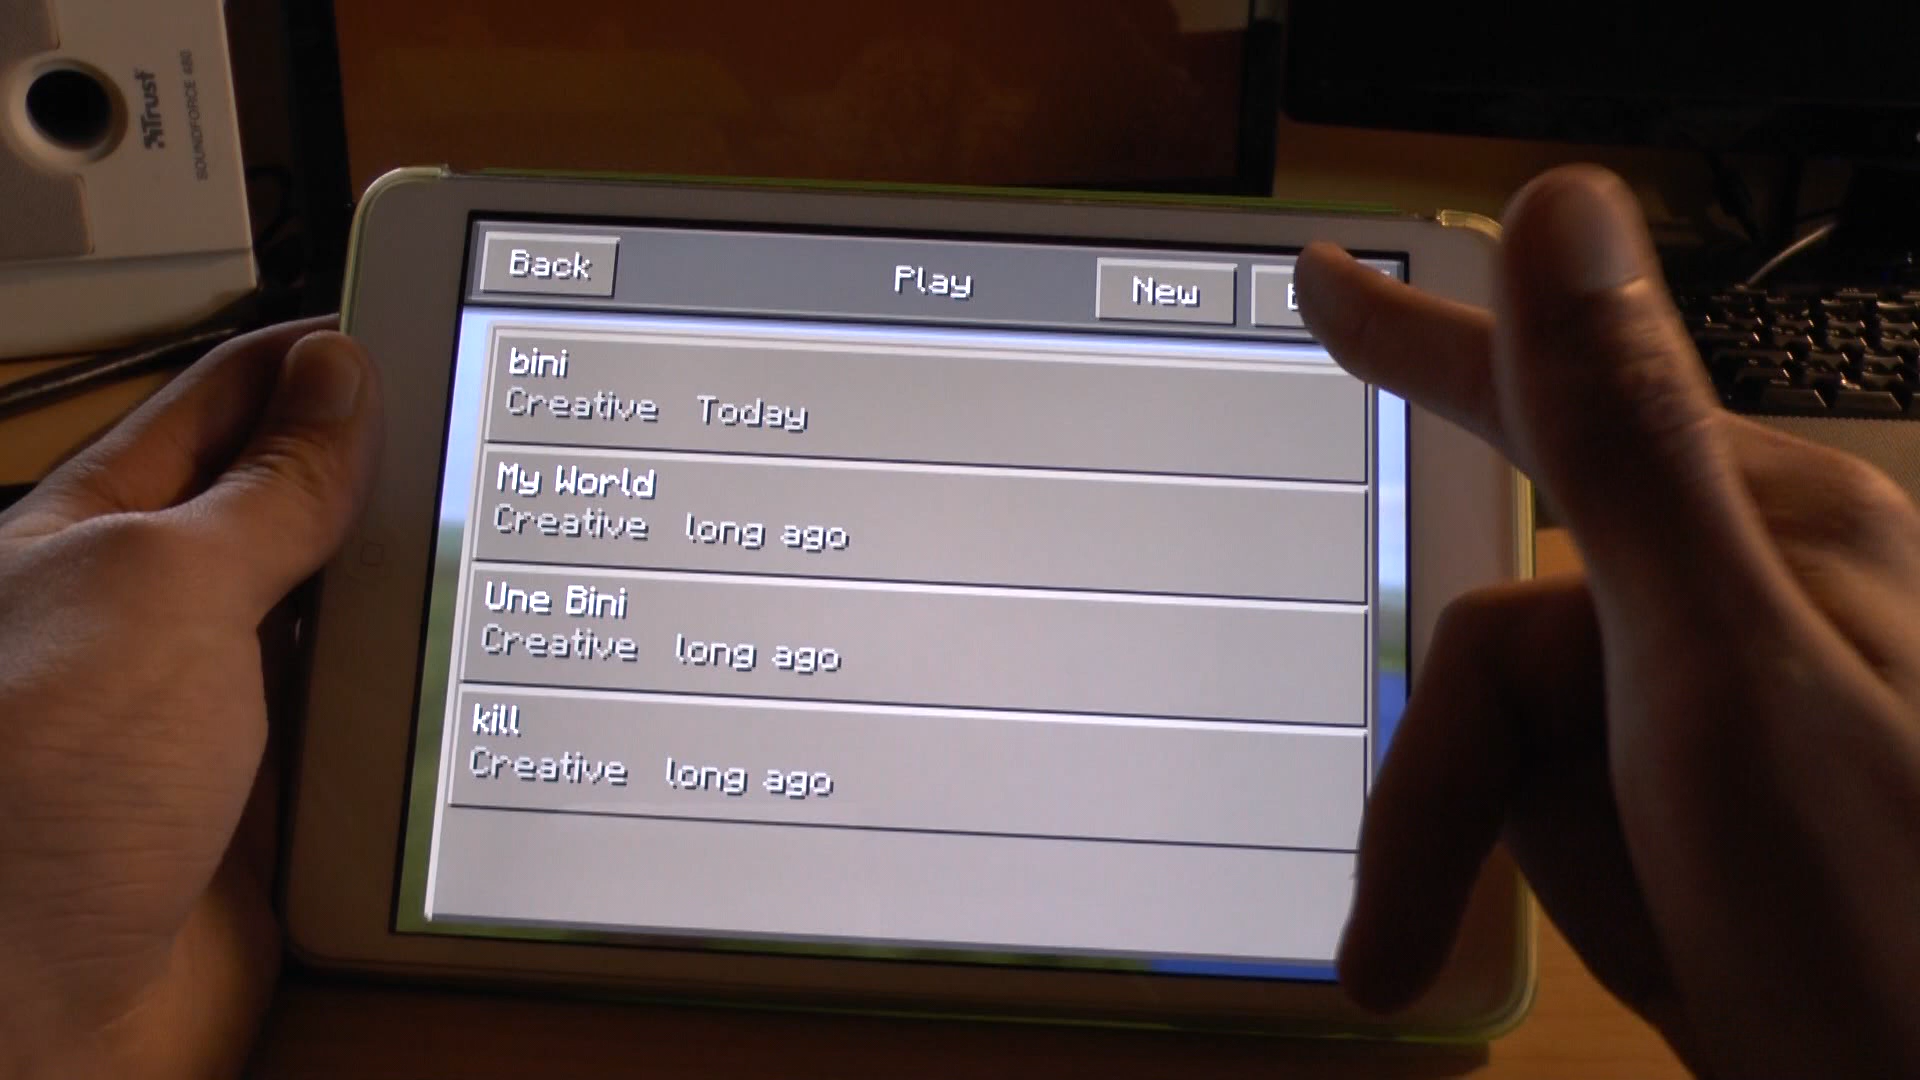 Trust
SOUNDFORCE 480
Back
Play
New
bini
Creative Today
My World
Creative long ago
Une Bini
Creative long ago
kill
Creative long ago